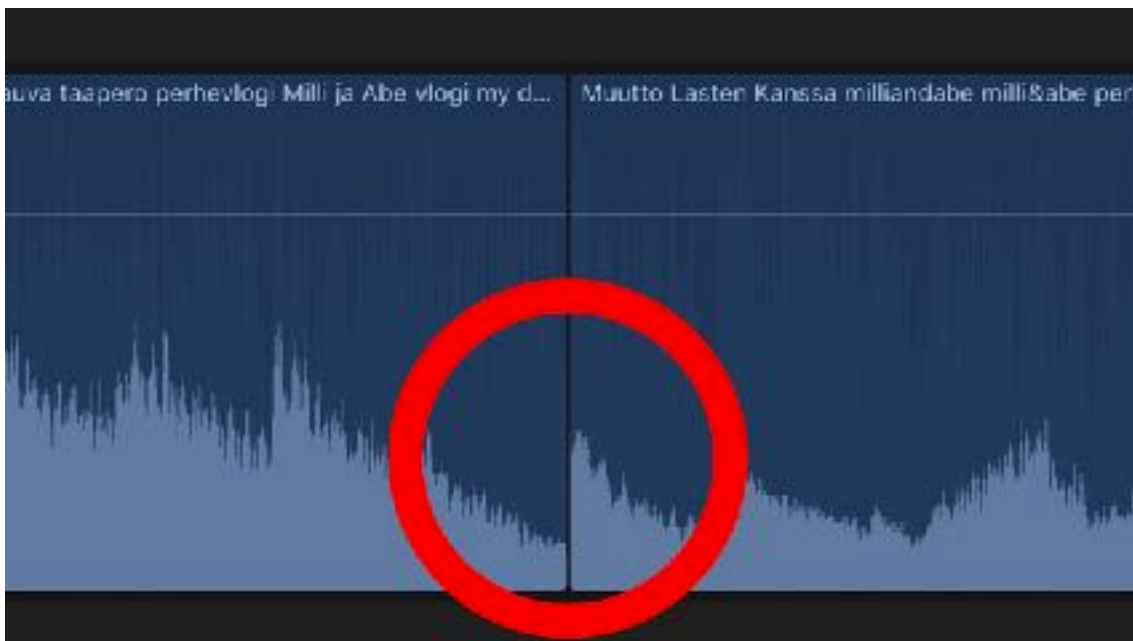 auva taapero perhevlogi Milli ja Abe vlogi my d...
Muutto Lasten Kanssa milliandabe milli&abe per